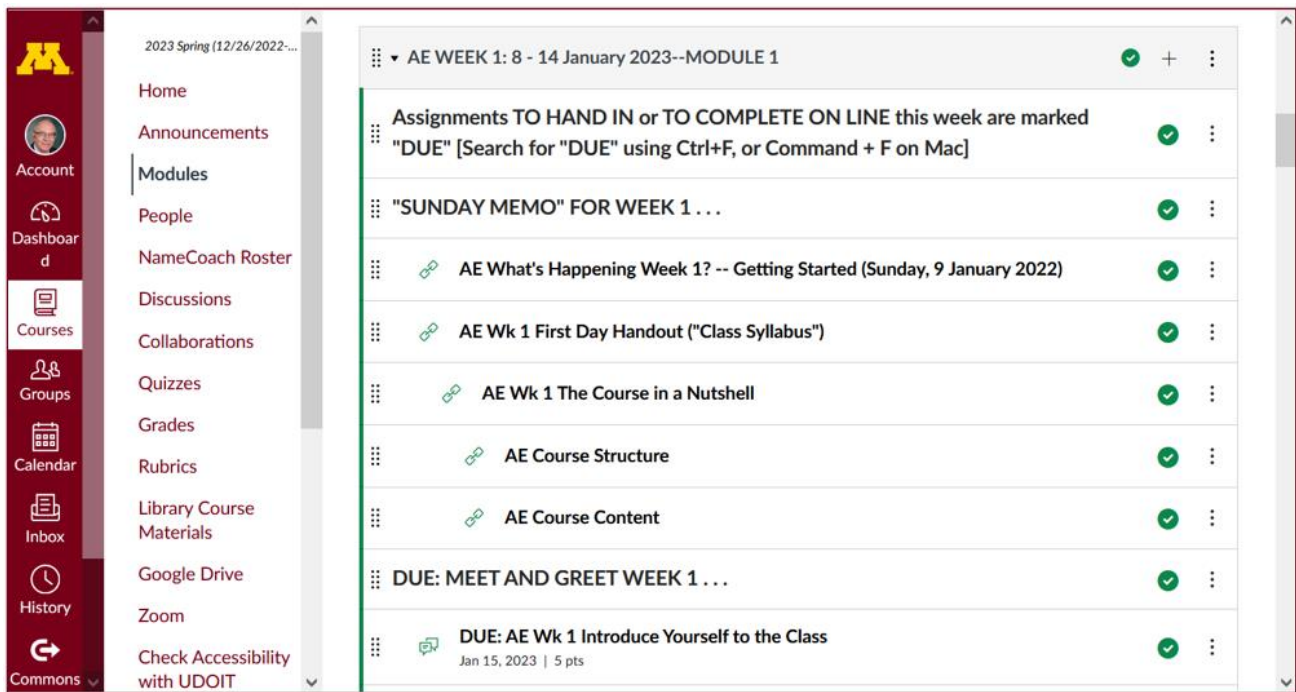 M
Account
Dashboar
d
Courses
Groups
Calendar
Inbox
History
Commons
2023 Spring (12/26/2022-...
Home
Announcements
Modules
People
NameCoach Roster
Discussions
Collaborations
Quizzes
Grades
Rubrics
Library Course
Materials
Google Drive
Zoom
Check Accessibility
with UDOIT
AE WEEK 1: 8 - 14 January 2023--MODULE 1
Assignments TO HAND IN or TO COMPLETE ON LINE this week are marked
"DUE" [Search for "DUE" using Ctrl+F, or Command + F on Mac]
"SUNDAY MEMO" FOR WEEK 1 . . .
AE What's Happening Week 1? -- Getting Started (Sunday, 9 January 2022)
AE Wk 1 First Day Handout ("Class Syllabus")
AE Wk 1 The Course in a Nutshell
AE Course Structure
AE Course Content
DUE: MEET AND GREET WEEK 1 . . .
DUE: AE Wk 1 Introduce Yourself to the Class
Jan 15, 2023 | 5 pts